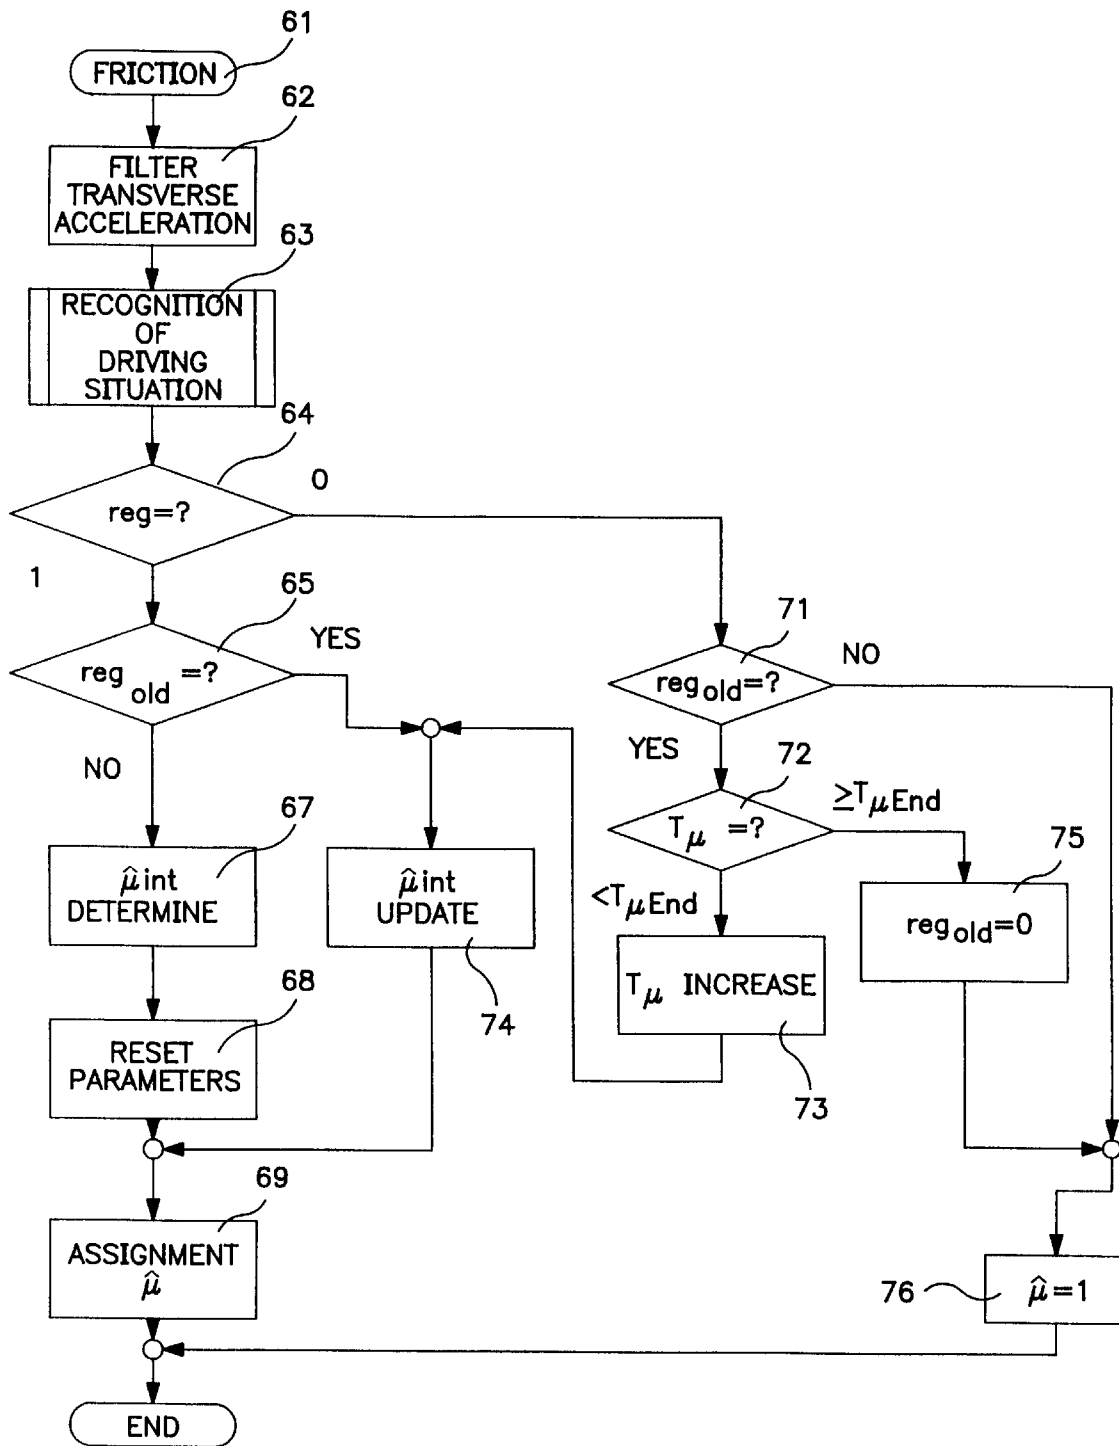 61
FRICTION
62
FILTER
TRANSVERSE
ACCELERATION
63
RECOGNITION
OF
DRIVING
SITUATION
64
reg=?
0
1
65
reg old =?
YES
NO
71
reg old=?
NO
YES
72
Tμ =?
≥TμEnd
<TμEnd
67
μ̂int
DETERMINE
μ̂int
UPDATE
74
75
reg old=0
Tμ INCREASE
73
68
RESET
PARAMETERS
69
ASSIGNMENT
μ̂
76
μ̂=1
END